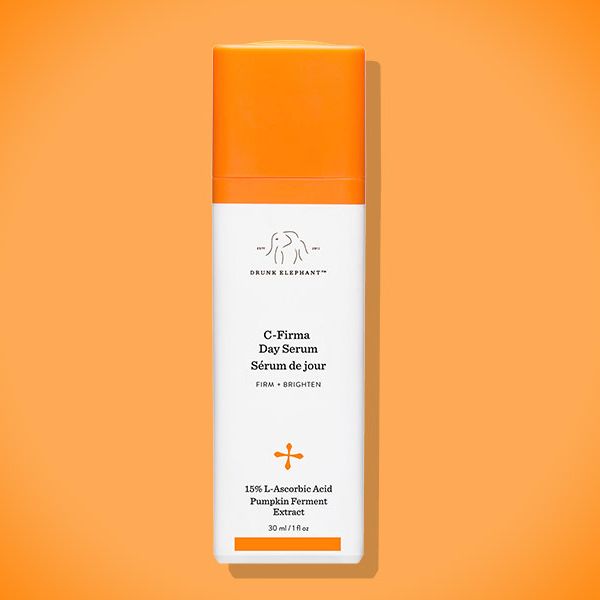 DRUNK ELEPHANT™
C-Firma
Day Serum
Sérum de jour
FIRM + BRIGHTEN
15% L-Ascorbic Acid
Pumpkin Ferment
Extract
30 ml / 1 fl oz